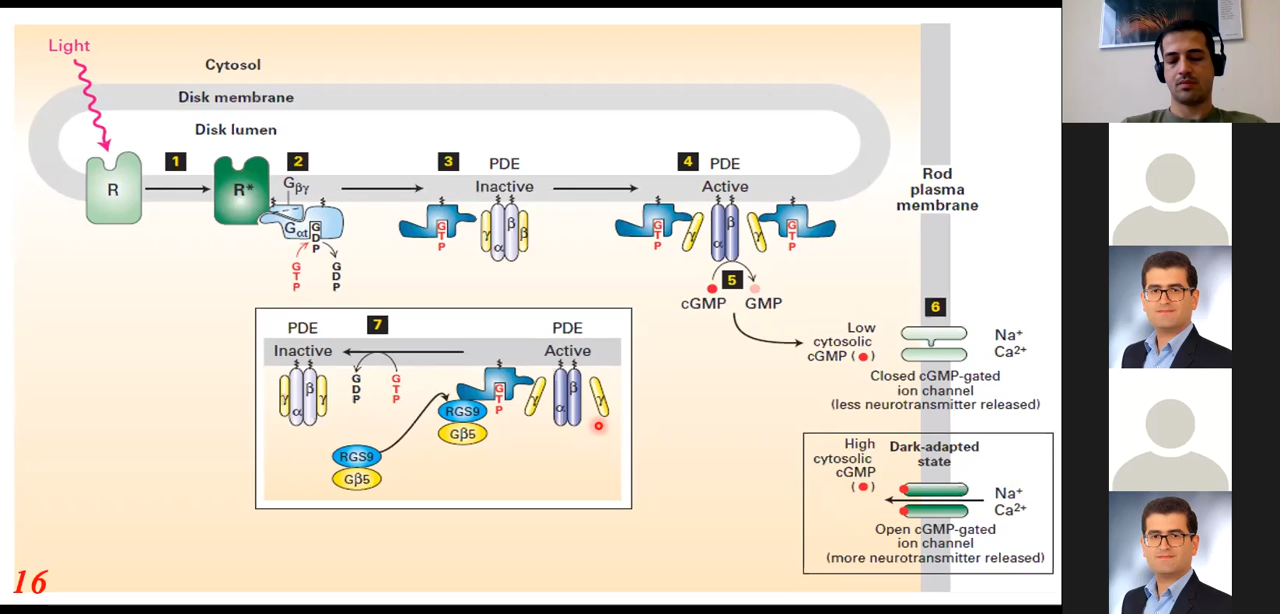 Light
Cytosol
Disk membrane
Disk lumen
1
2
3
PDE
4
PDE
R
R*
Gβγ
Inactive
Active
Gαt
GDP
GTP
GDP
GTP
γ
α
β
β
GTP
γ
α
β
γ
GTP
5
cGMP
GMP
Rod
plasma
membrane
6
Low
cytosolic
cGMP ( )
Na⁺
Ca²⁺
Closed cGMP-gated
ion channel
(less neurotransmitter released)
PDE
7
PDE
Inactive
Active
γ
α
β
γ
GDP
GTP
GTP
γ
α
β
γ
RGS9
Gβ5
RGS9
Gβ5
High
cytosolic
cGMP
( )
Dark-adapted
state
Na⁺
Ca²⁺
Open cGMP-gated
ion channel
(more neurotransmitter released)
16